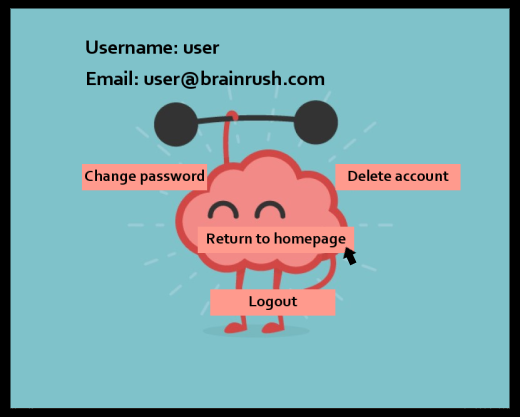 Username: user
Email: user@brainrush.com
Change password
Delete account
Return to homepage
Logout